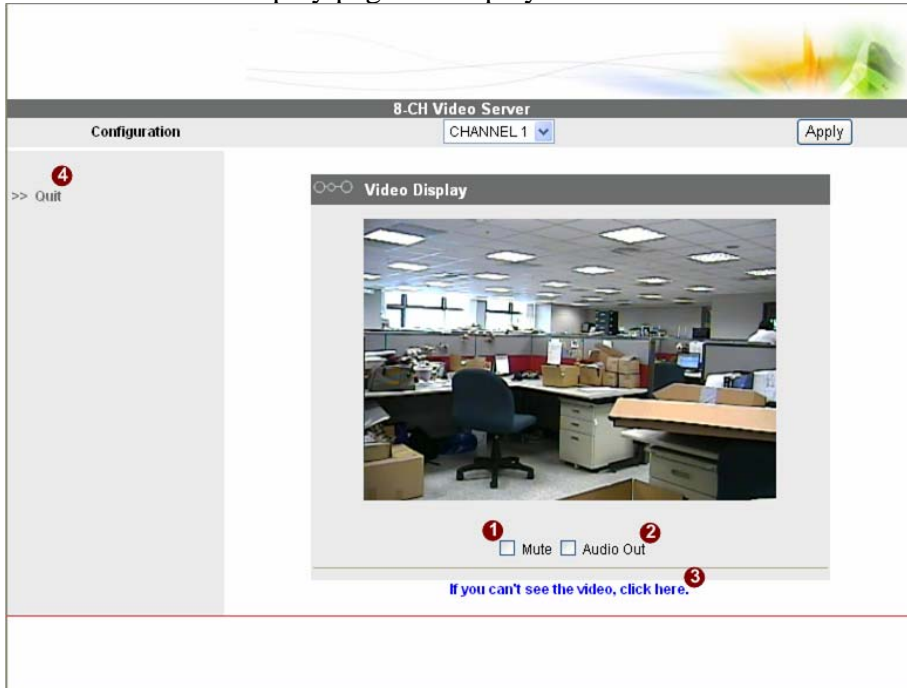 8-CH Video Server
Configuration CHANNEL 1 Apply
4
>> Quit
Video Display
1 Mute Audio Out 2
If you can't see the video, click here. 3